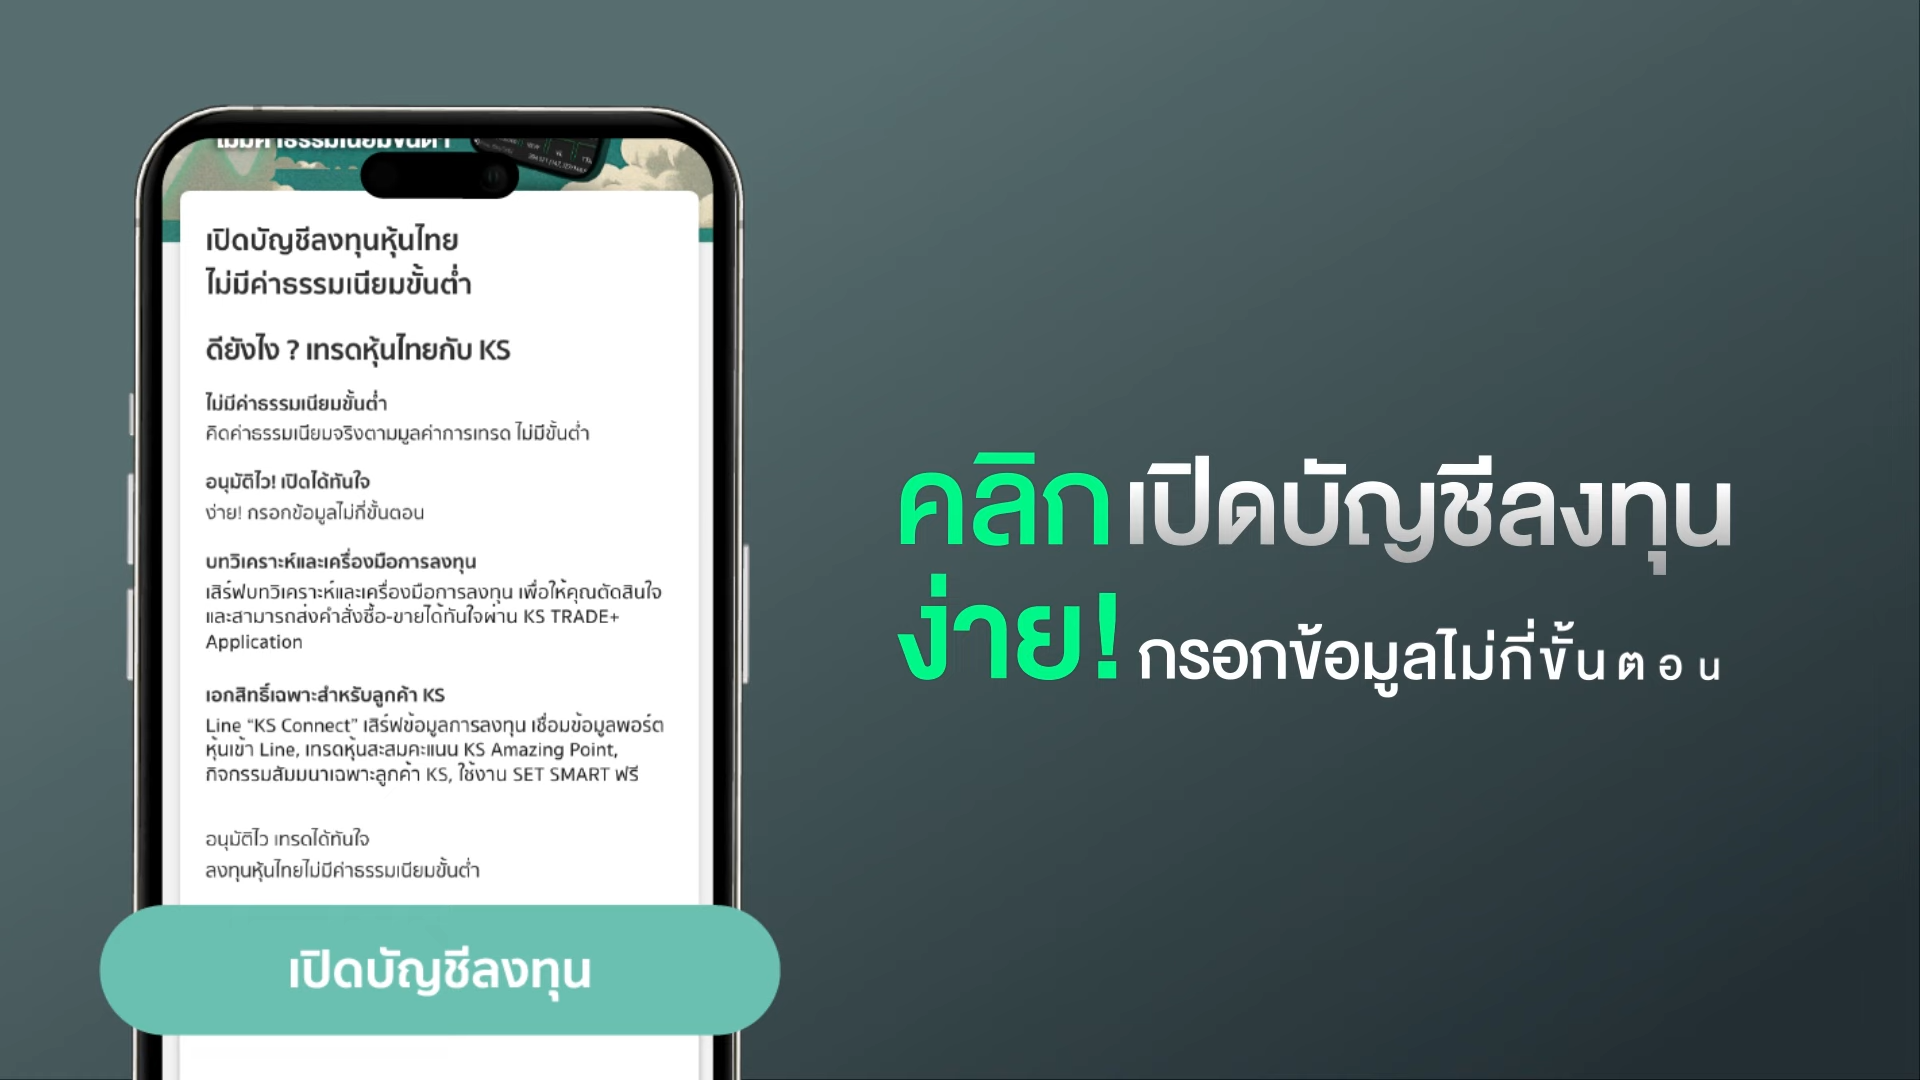 ไม่มีค่าธรรมเนียมขั้นต่ำ
เปิดบัญชีลงทุนหุ้นไทย
ไม่มีค่าธรรมเนียมขั้นต่ำ
ดียังไง ? เทรดหุ้นไทยกับ KS
ไม่มีค่าธรรมเนียมขั้นต่ำ
คิดค่าธรรมเนียมจริงตามมูลค่าการเทรด ไม่มีขั้นต่ำ
อนุมัติไว! เปิดได้ทันใจ
ง่าย! กรอกข้อมูลไม่กี่ขั้นตอน
บทวิเคราะห์และเครื่องมือการลงทุน
เสิร์ฟบทวิเคราะห์และเครื่องมือการลงทุน เพื่อให้คุณตัดสินใจ
และสามารถส่งคำสั่งซื้อ-ขายได้ทันใจผ่าน KS TRADE+
Application
เอกสิทธิ์เฉพาะสำหรับลูกค้า KS
Line “KS Connect” เสิร์ฟข้อมูลการลงทุน เชื่อมข้อมูลพอร์ต
หุ้นเข้า Line, เทรดหุ้นสะสมคะแนน KS Amazing Point,
กิจกรรมสัมมนาเฉพาะลูกค้า KS, ใช้งาน SET SMART ฟรี
อนุมัติไว เทรดได้ทันใจ
ลงทุนหุ้นไทยไม่มีค่าธรรมเนียมขั้นต่ำ
เปิดบัญชีลงทุน
คลิกเปิดบัญชีลงทุน
ง่าย! กรอกข้อมูลไม่กี่ขั้นตอน